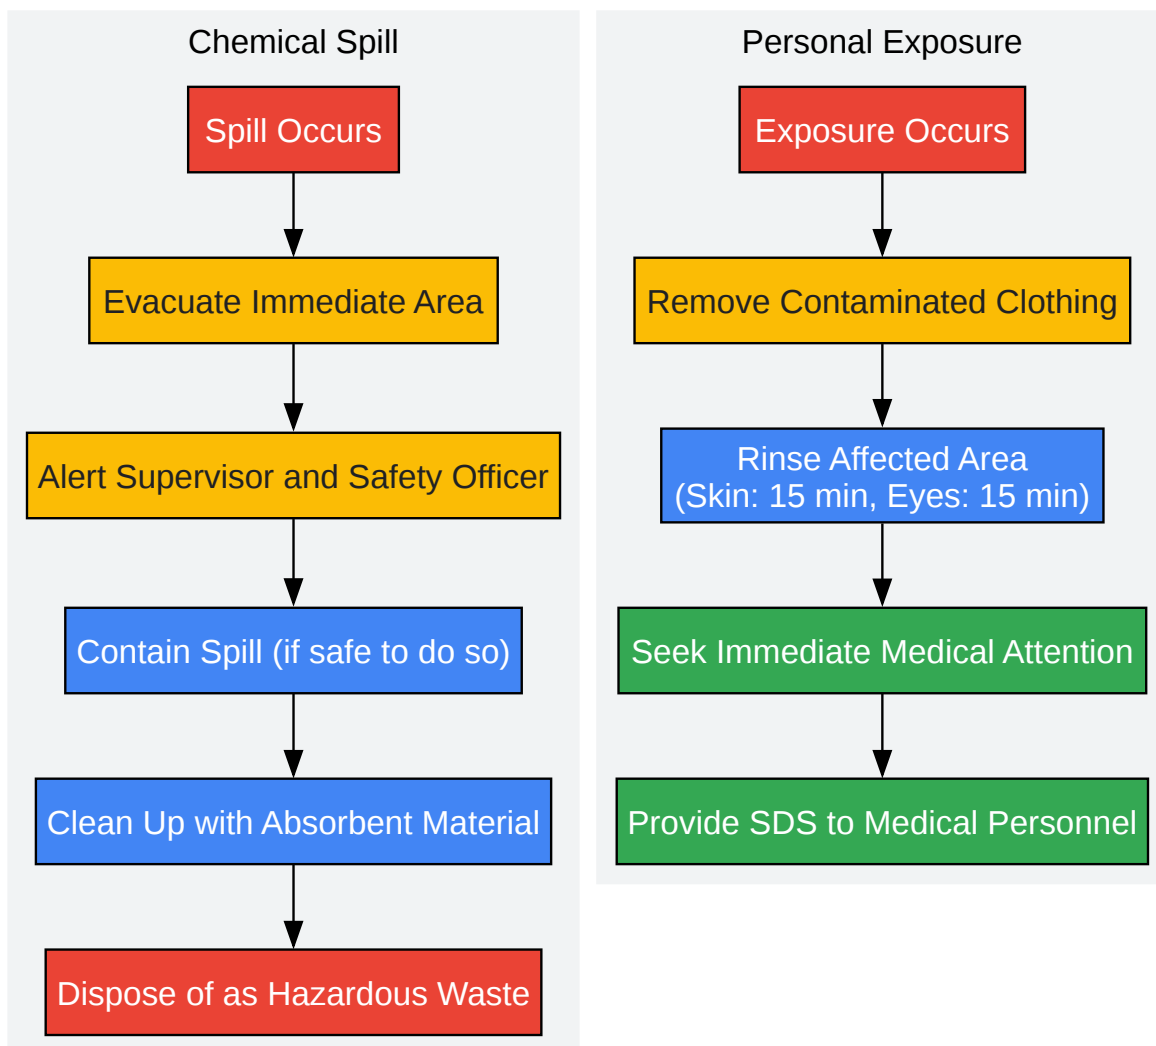 Chemical Spill
Spill Occurs
Evacuate Immediate Area
Alert Supervisor and Safety Officer
Contain Spill (if safe to do so)
Clean Up with Absorbent Material
Dispose of as Hazardous Waste
Personal Exposure
Exposure Occurs
Remove Contaminated Clothing
Rinse Affected Area
(Skin: 15 min, Eyes: 15 min)
Seek Immediate Medical Attention
Provide SDS to Medical Personnel